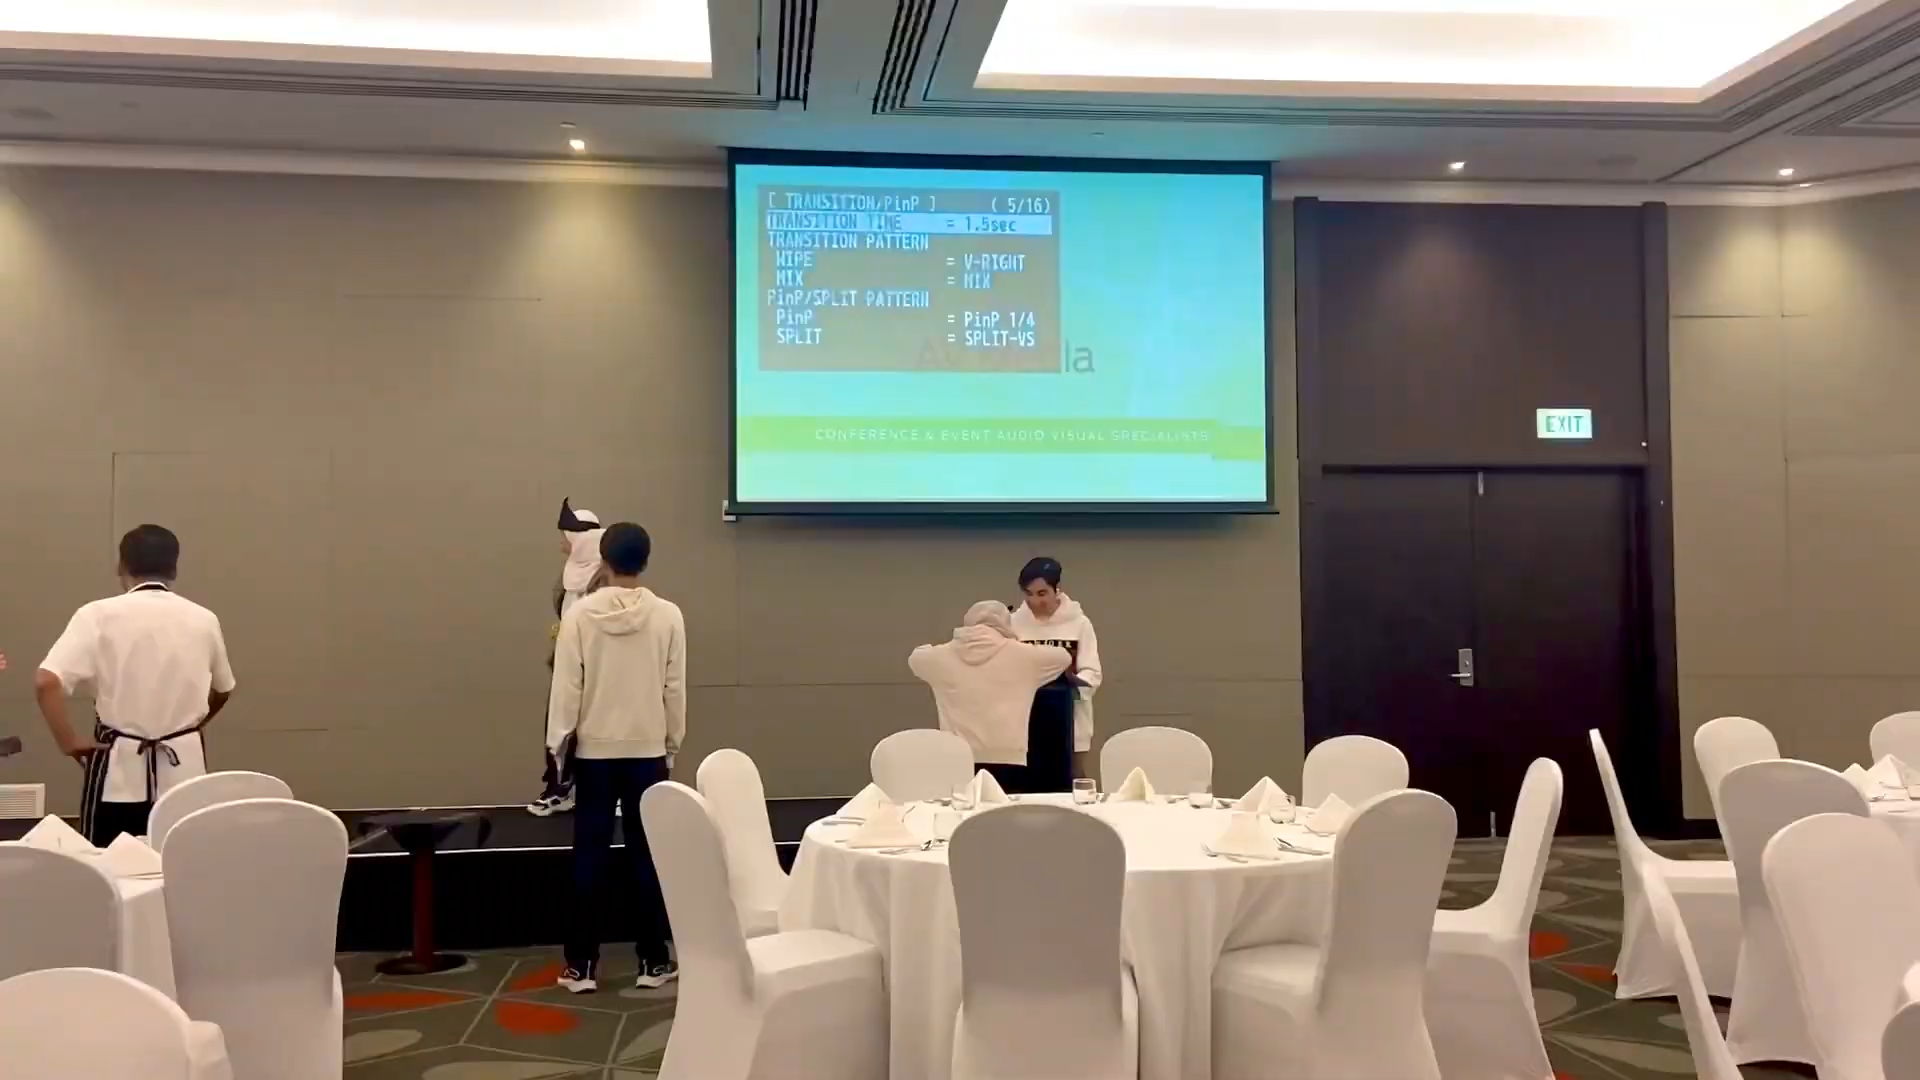 [ TRANSITION/PinP ] ( 5/16)
TRANSITION TIME = 1.5sec
TRANSITION PATTERN
WIPE = V-RIGHT
MIX = MIX
PinP/SPLIT PATTERN
PinP = PinP 1/4
SPLIT = SPLIT-VS
CONFERENCE & EVENT AUDIO VISUAL SPECIALISTS
EXIT